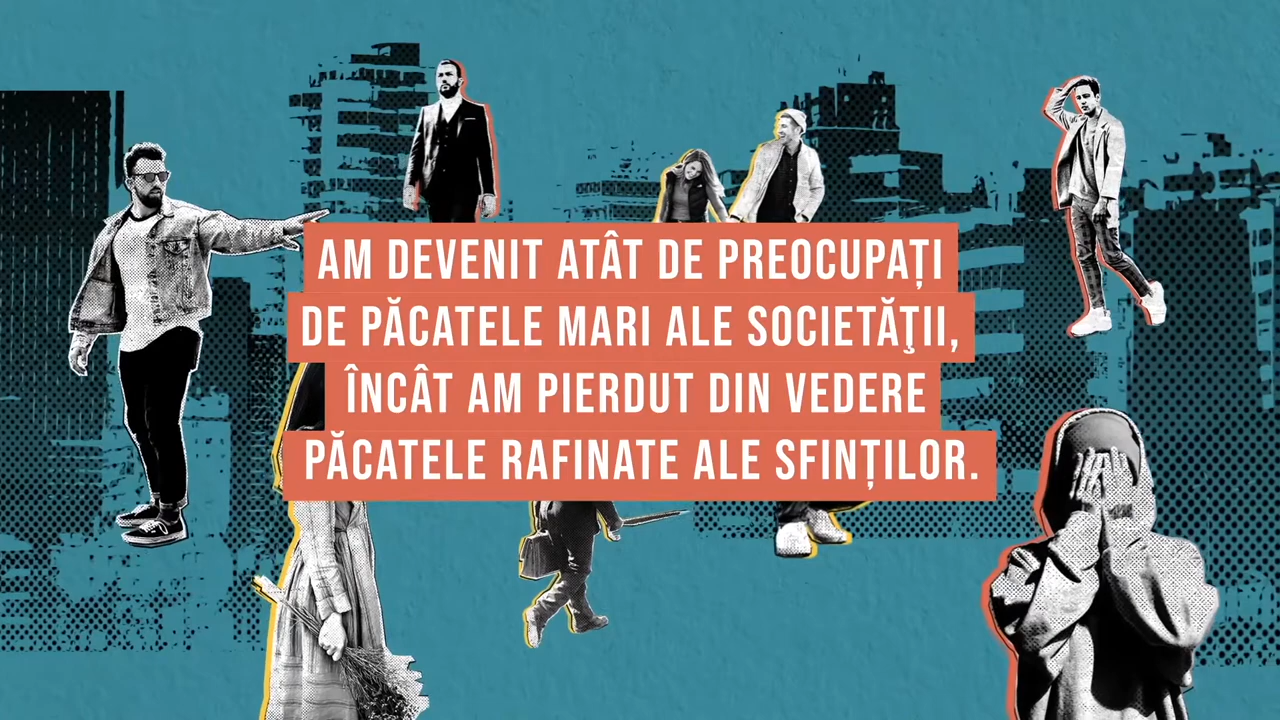 AM DEVENIT ATÂT DE PREOCUPAȚI
DE PĂCATELE MARI ALE SOCIETĂŢII,
ÎNCÂT AM PIERDUT DIN VEDERE
PĂCATELE RAFINATE ALE SFINȚILOR.